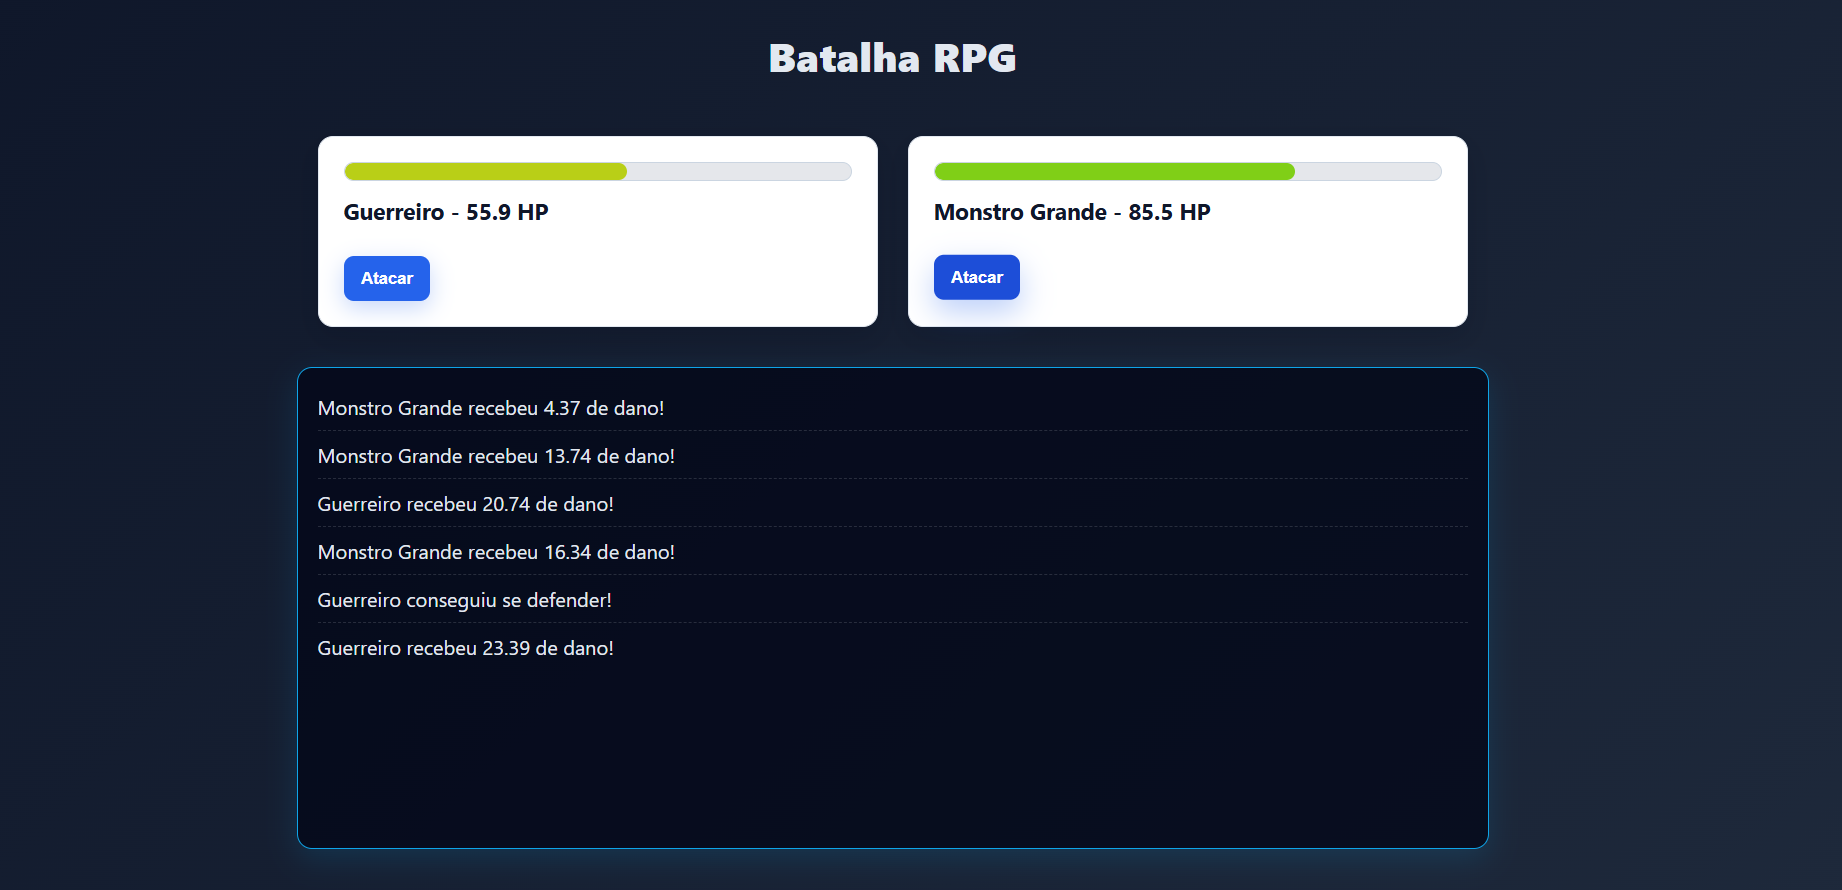 Batalha RPG
Guerreiro - 55.9 HP
Atacar
Monstro Grande - 85.5 HP
Atacar
Monstro Grande recebeu 4.37 de dano!
Monstro Grande recebeu 13.74 de dano!
Guerreiro recebeu 20.74 de dano!
Monstro Grande recebeu 16.34 de dano!
Guerreiro conseguiu se defender!
Guerreiro recebeu 23.39 de dano!